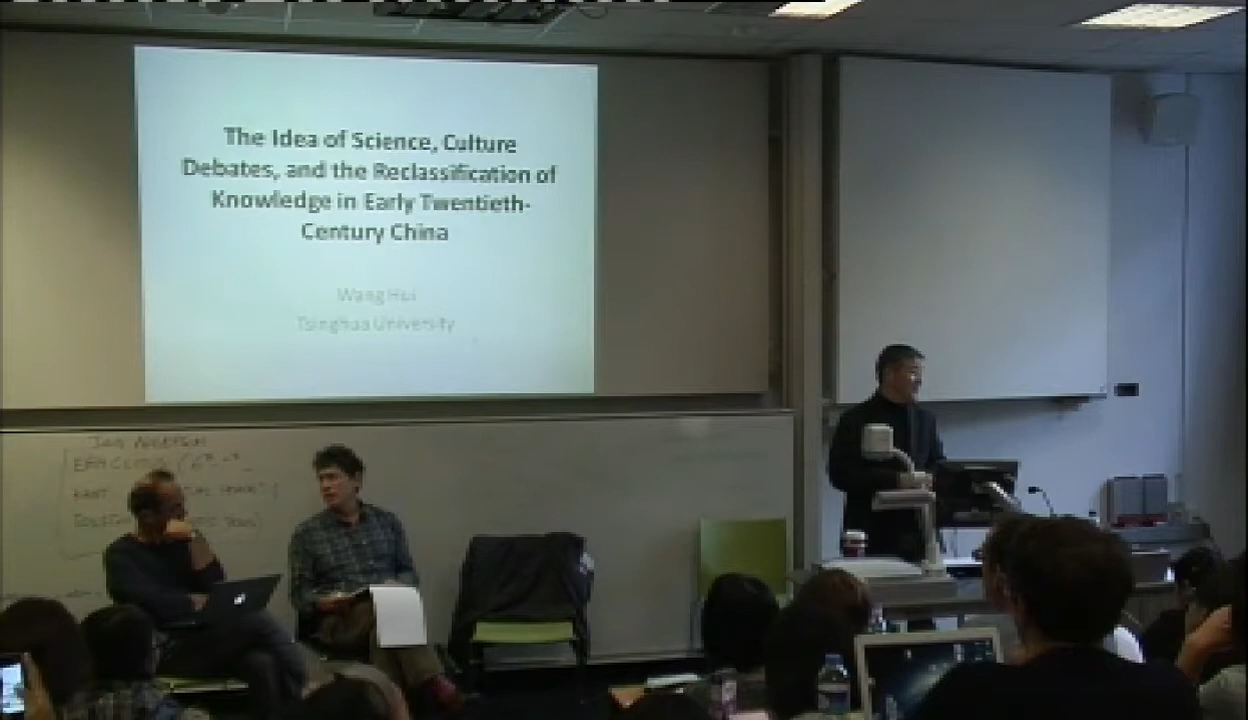 The Idea of Science, Culture
Debates, and the Reclassification of
Knowledge in Early Twentieth-
Century China
Wang Hui
Tsinghua University